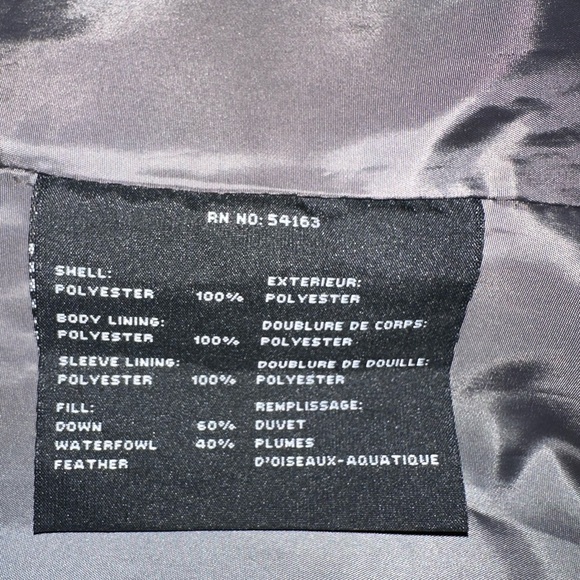 RN NO: 54163
SHELL:
POLYESTER 100%
EXTERIEUR:
POLYESTER
BODY LINING:
POLYESTER 100%
DOUBLURE DE CORPS:
POLYESTER
SLEEVE LINING:
POLYESTER 100%
DOUBLURE DE DOUILLE:
POLYESTER
FILL:
DOWN 60%
WATERFOWL 40%
FEATHER
REMPLISSAGE:
DUVET
PLUMES
D'OISEAUX-AQUATIQUE